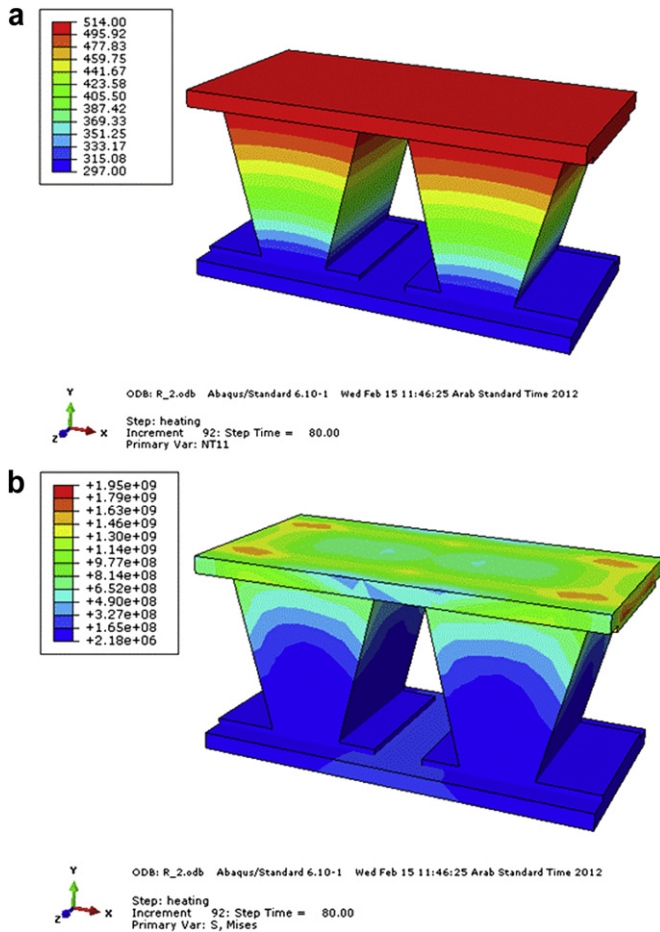 a
514.00
495.92
477.83
459.75
441.67
423.58
405.50
387.42
369.33
351.25
333.17
315.08
297.00
Y
X
Z
ODB: R_2.odb Abaqus/Standard 6.10-1 Wed Feb 15 11:46:25 Arab Standard Time 2012
Step: heating
Increment 92: Step Time = 80.00
Primary Var: NT11
b
+1.95e+09
+1.79e+09
+1.63e+09
+1.46e+09
+1.30e+09
+1.14e+09
+9.77e+08
+8.14e+08
+6.52e+08
+4.90e+08
+3.27e+08
+1.65e+08
+2.18e+06
Y
X
Z
ODB: R_2.odb Abaqus/Standard 6.10-1 Wed Feb 15 11:46:25 Arab Standard Time 2012
Step: heating
Increment 92: Step Time = 80.00
Primary Var: S, Mises